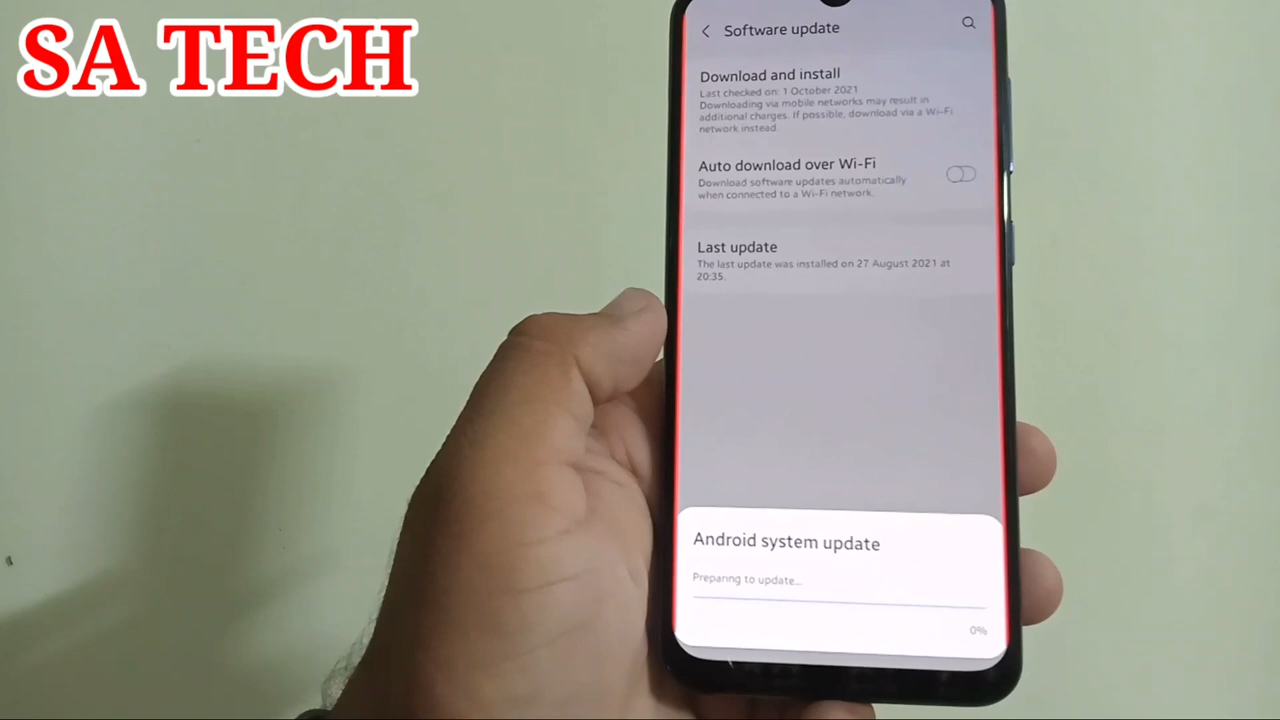 SA TECH
Software update
Download and install
Last checked on: 1 October 2021
Downloading via mobile networks may result in
additional charges. If possible, download via a Wi-Fi
network instead.
Auto download over Wi-Fi
Download software updates automatically
when connected to a Wi-Fi network.
Last update
The last update was installed on 27 August 2021 at
20:35.
Android system update
Preparing to update...
0%